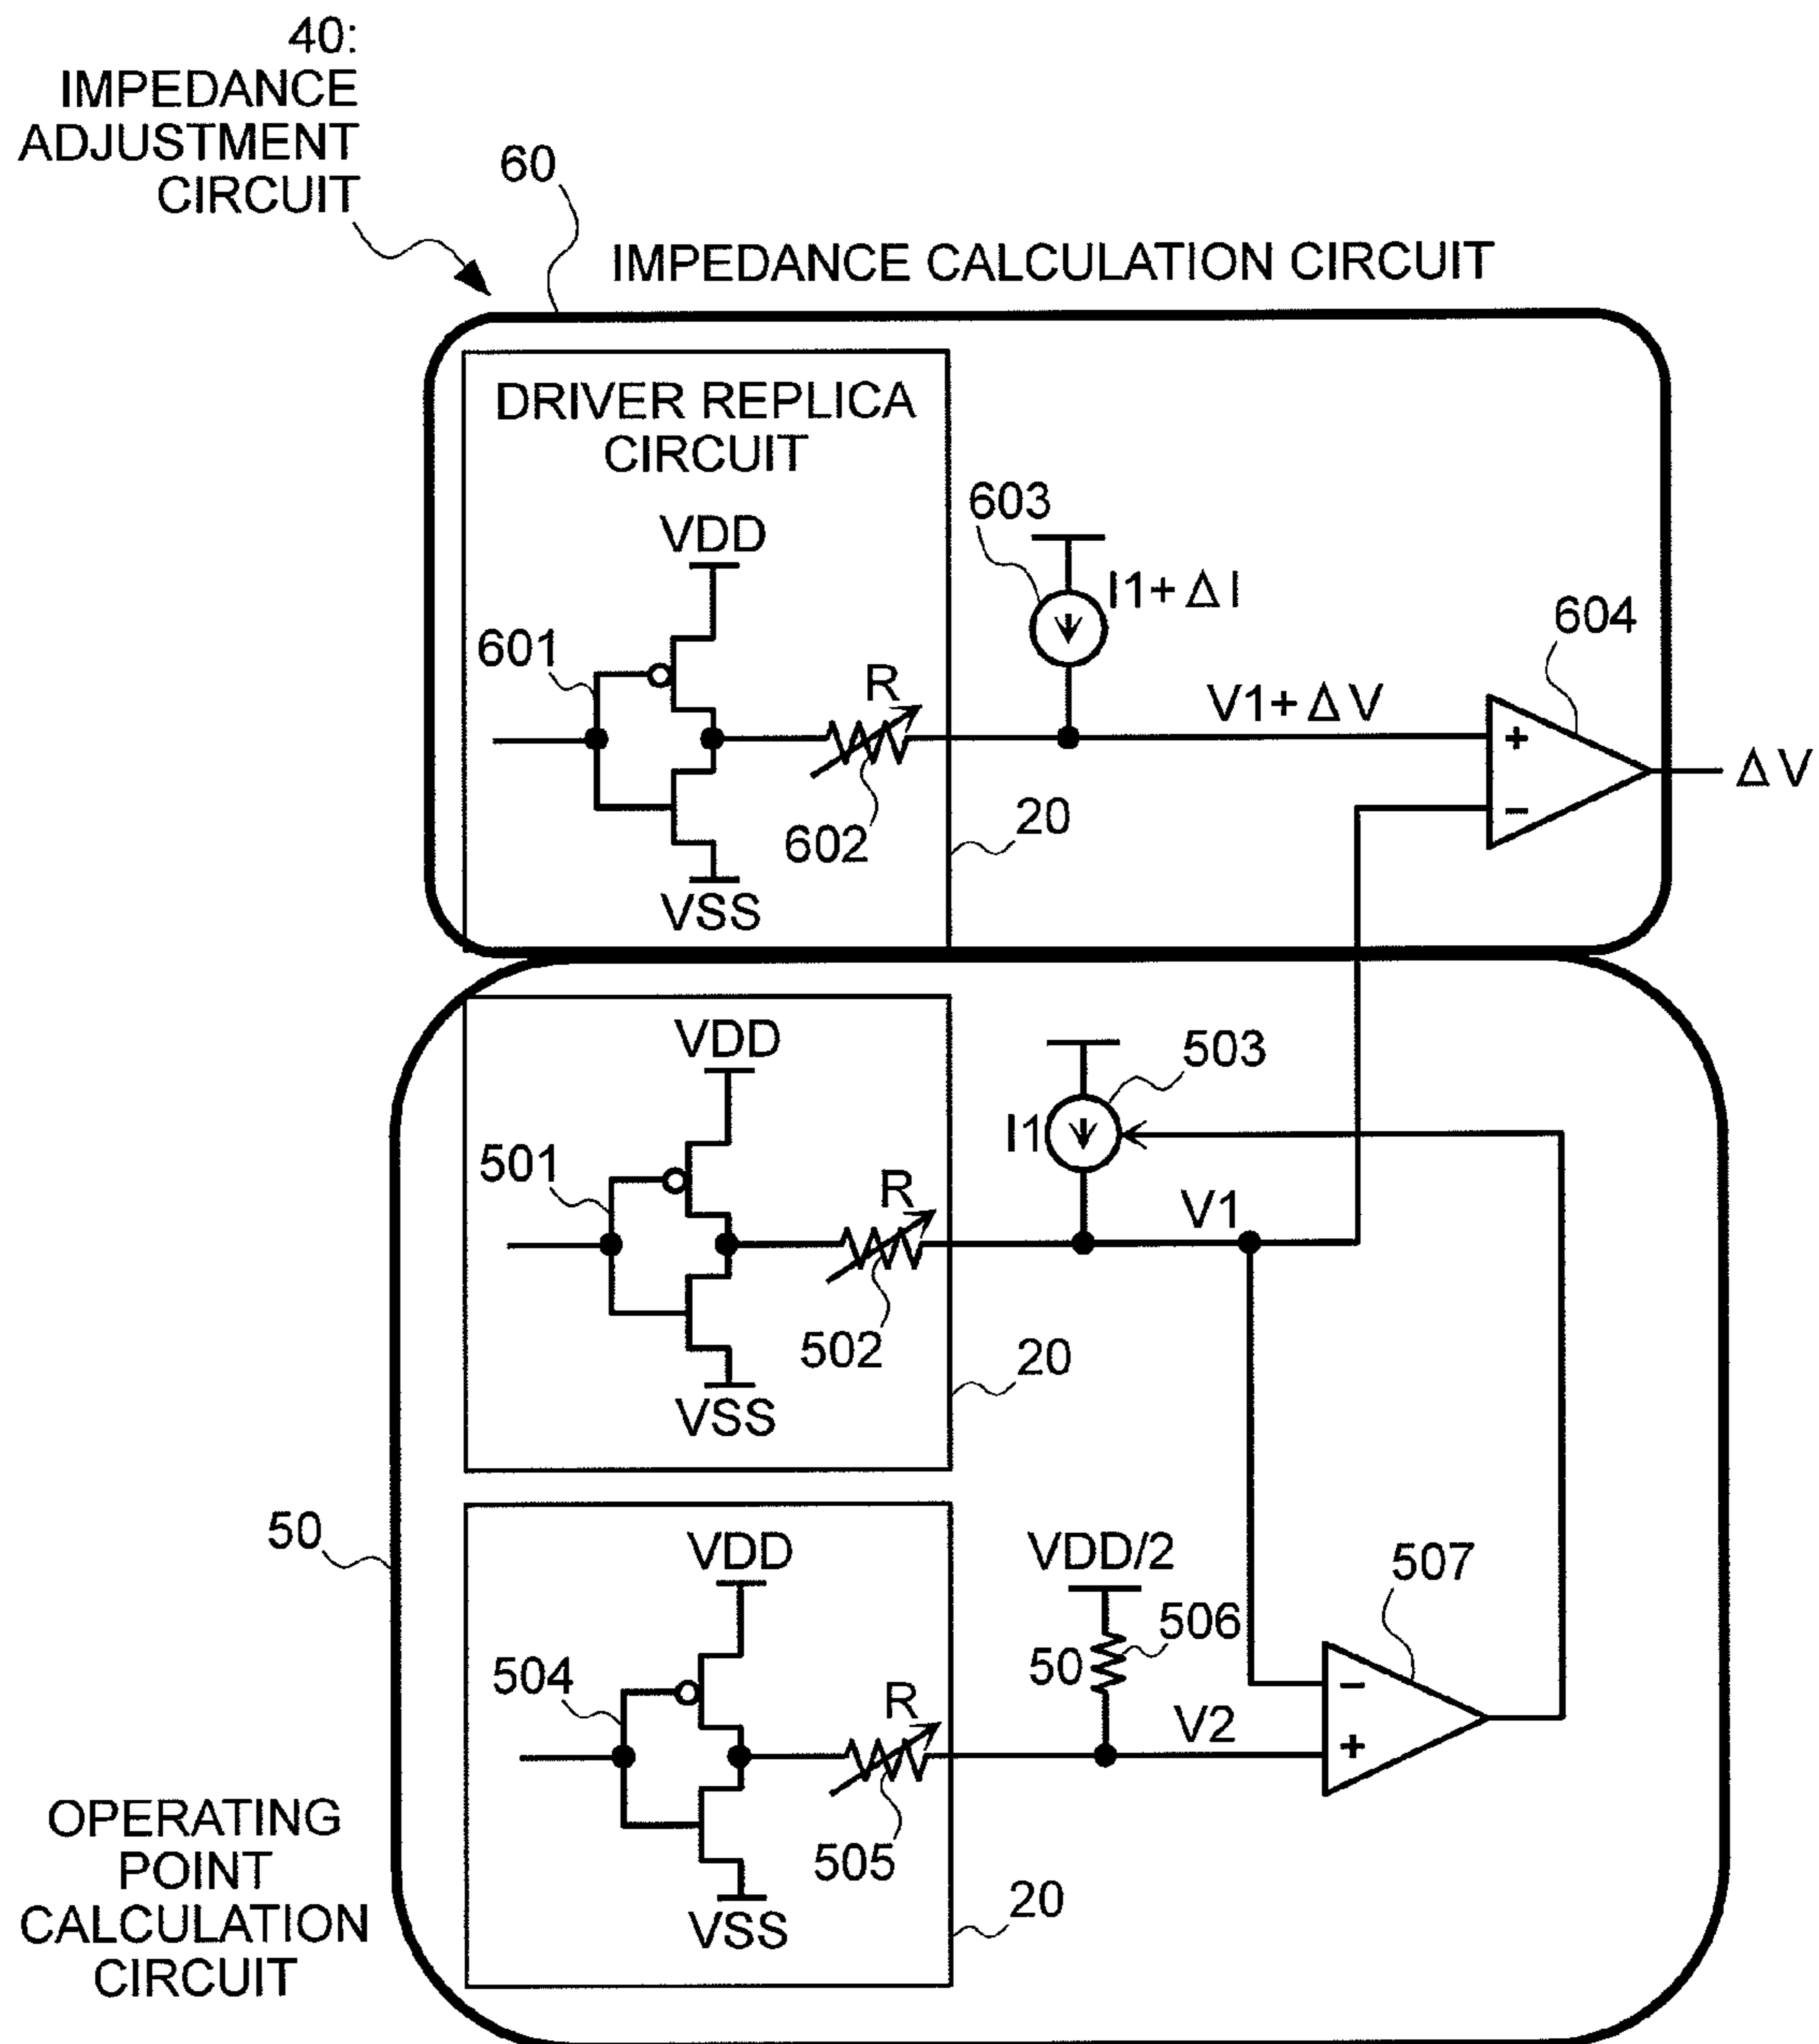 40:
IMPEDANCE
ADJUSTMENT
CIRCUIT
60
IMPEDANCE CALCULATION CIRCUIT
DRIVER REPLICA
CIRCUIT
603
VDD
I1+ΔI
604
601
R
V1+ΔV
+
−
ΔV
602
20
VSS
VDD
503
I1
501
R
V1
502
20
VSS
50
VDD
VDD/2
507
506
50
504
R
V2
−
+
505
20
VSS
OPERATING
POINT
CALCULATION
CIRCUIT